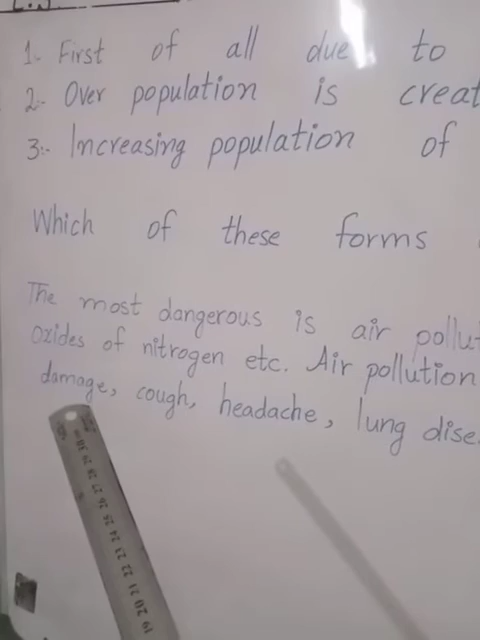 1- First of all due to
2:- Over population is creat
3:- Increasing population of
Which of these forms
The most dangerous is air pollut
oxides of nitrogen etc. Air pollution
damage, cough, headache, lung dise